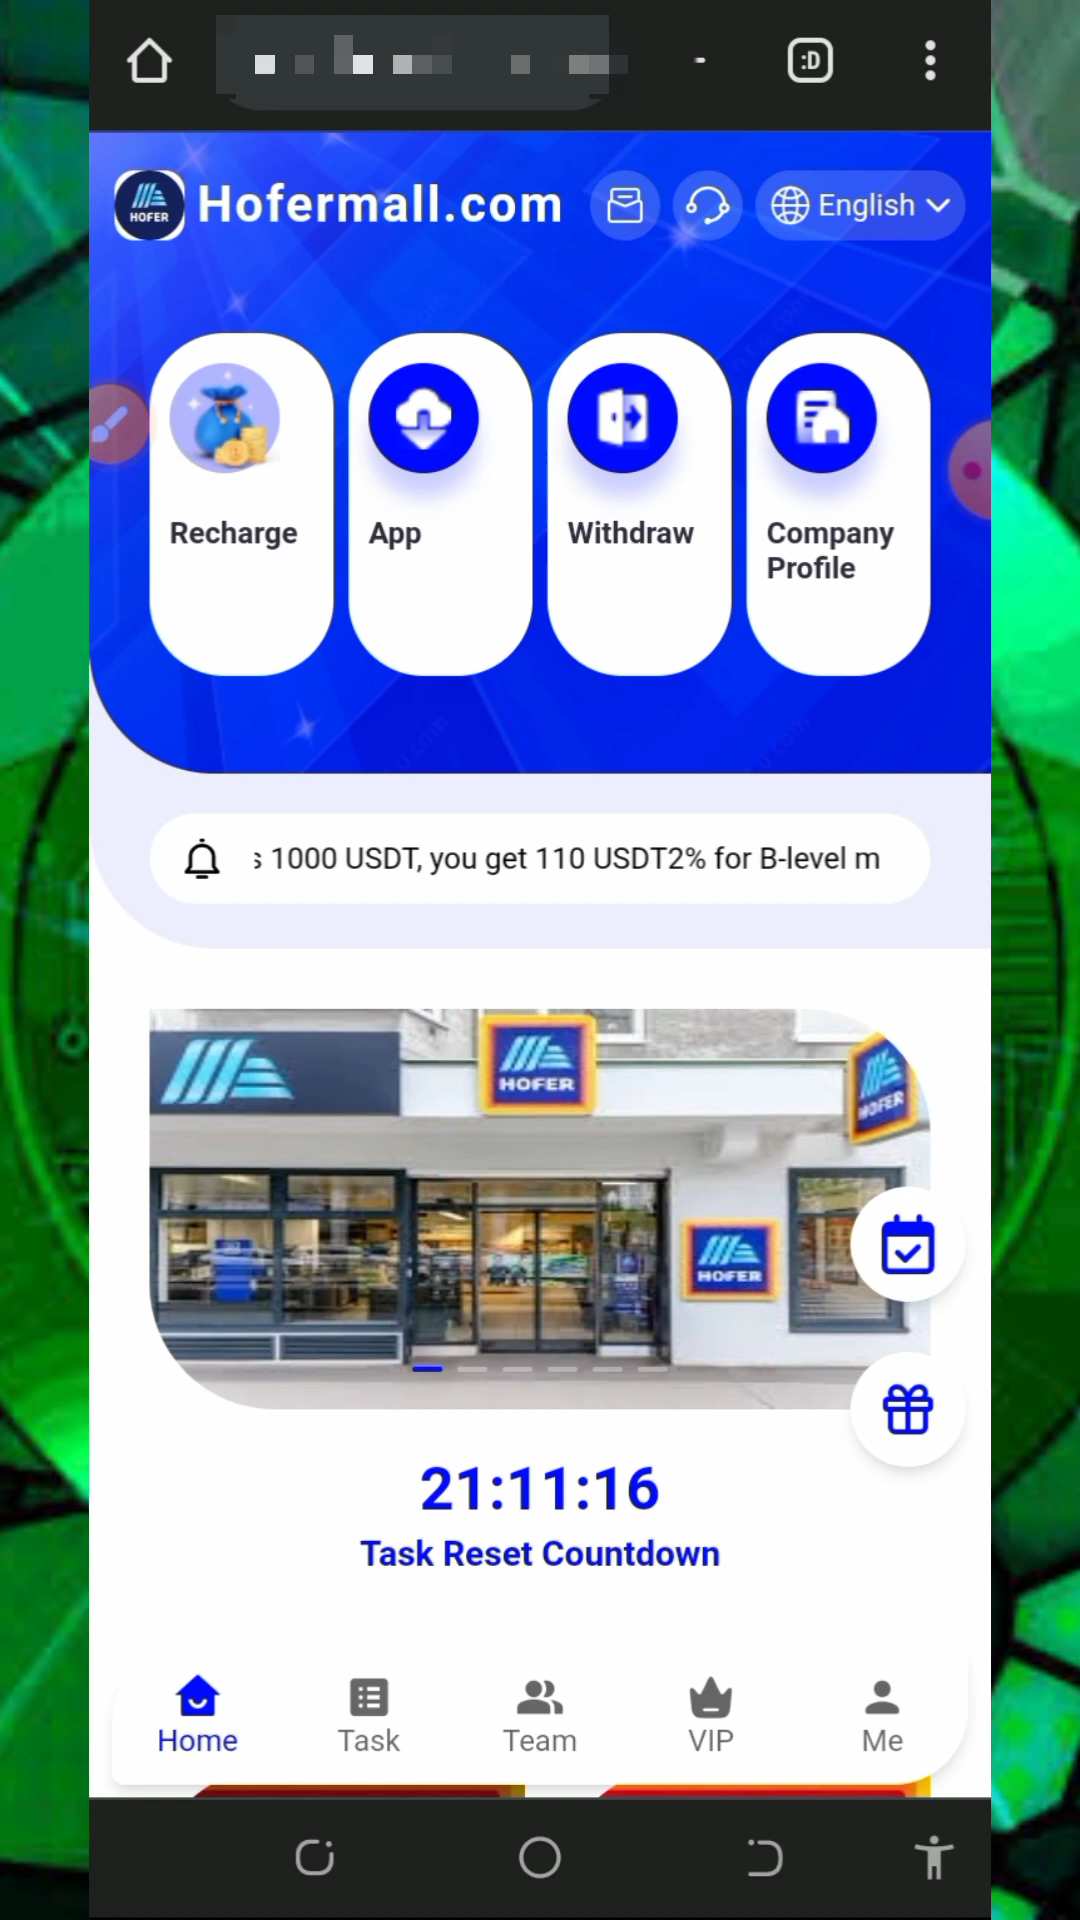 :D
HOFER
Hofermall.com
English
Recharge
App
Withdraw
Company
Profile
s 1000 USDT, you get 110 USDT2% for B-level m
HOFER
HOFER
HOFER
21:11:16
Task Reset Countdown
Home
Task
Team
VIP
Me